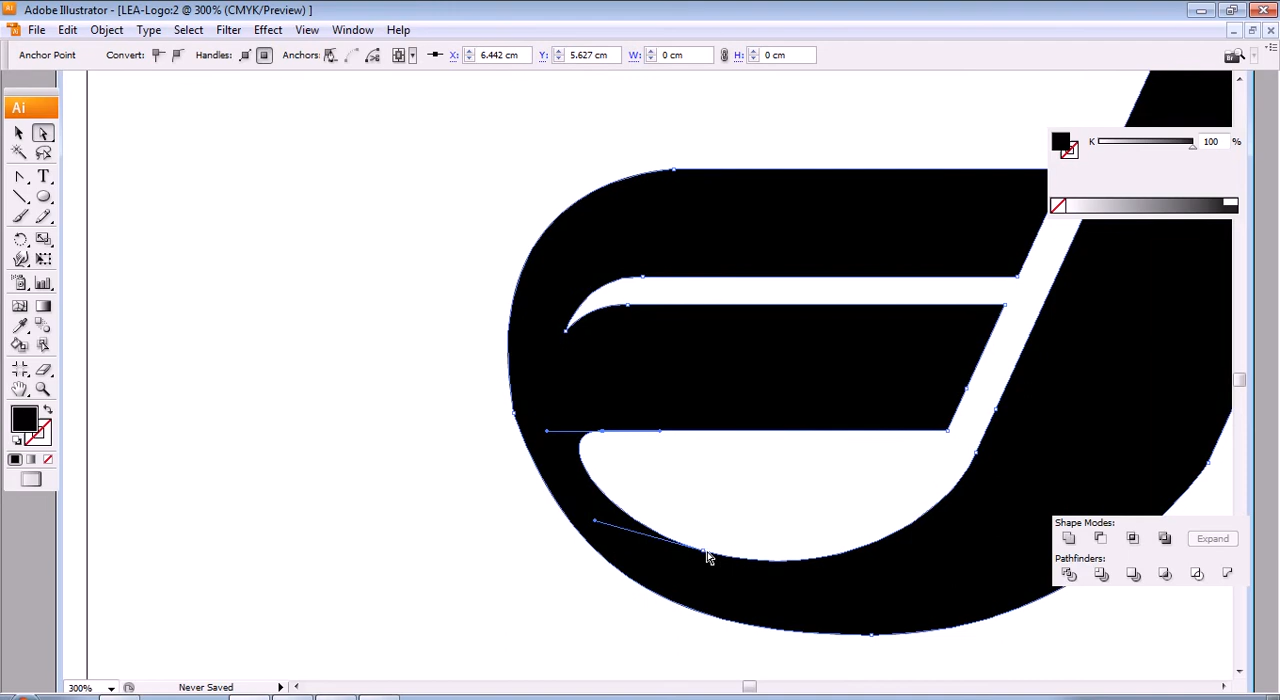 Adobe Illustrator - [LEA-Logo:2 @ 300% (CMYK/Preview) ]
File Edit Object Type Select Filter Effect View Window Help
Anchor Point Convert: Handles: Anchors: X: 6.442 cm Y: 5.627 cm W: 0 cm H: 0 cm
Ai
K 100 %
T
Shape Modes:
Expand
Pathfinders:
300% Never Saved